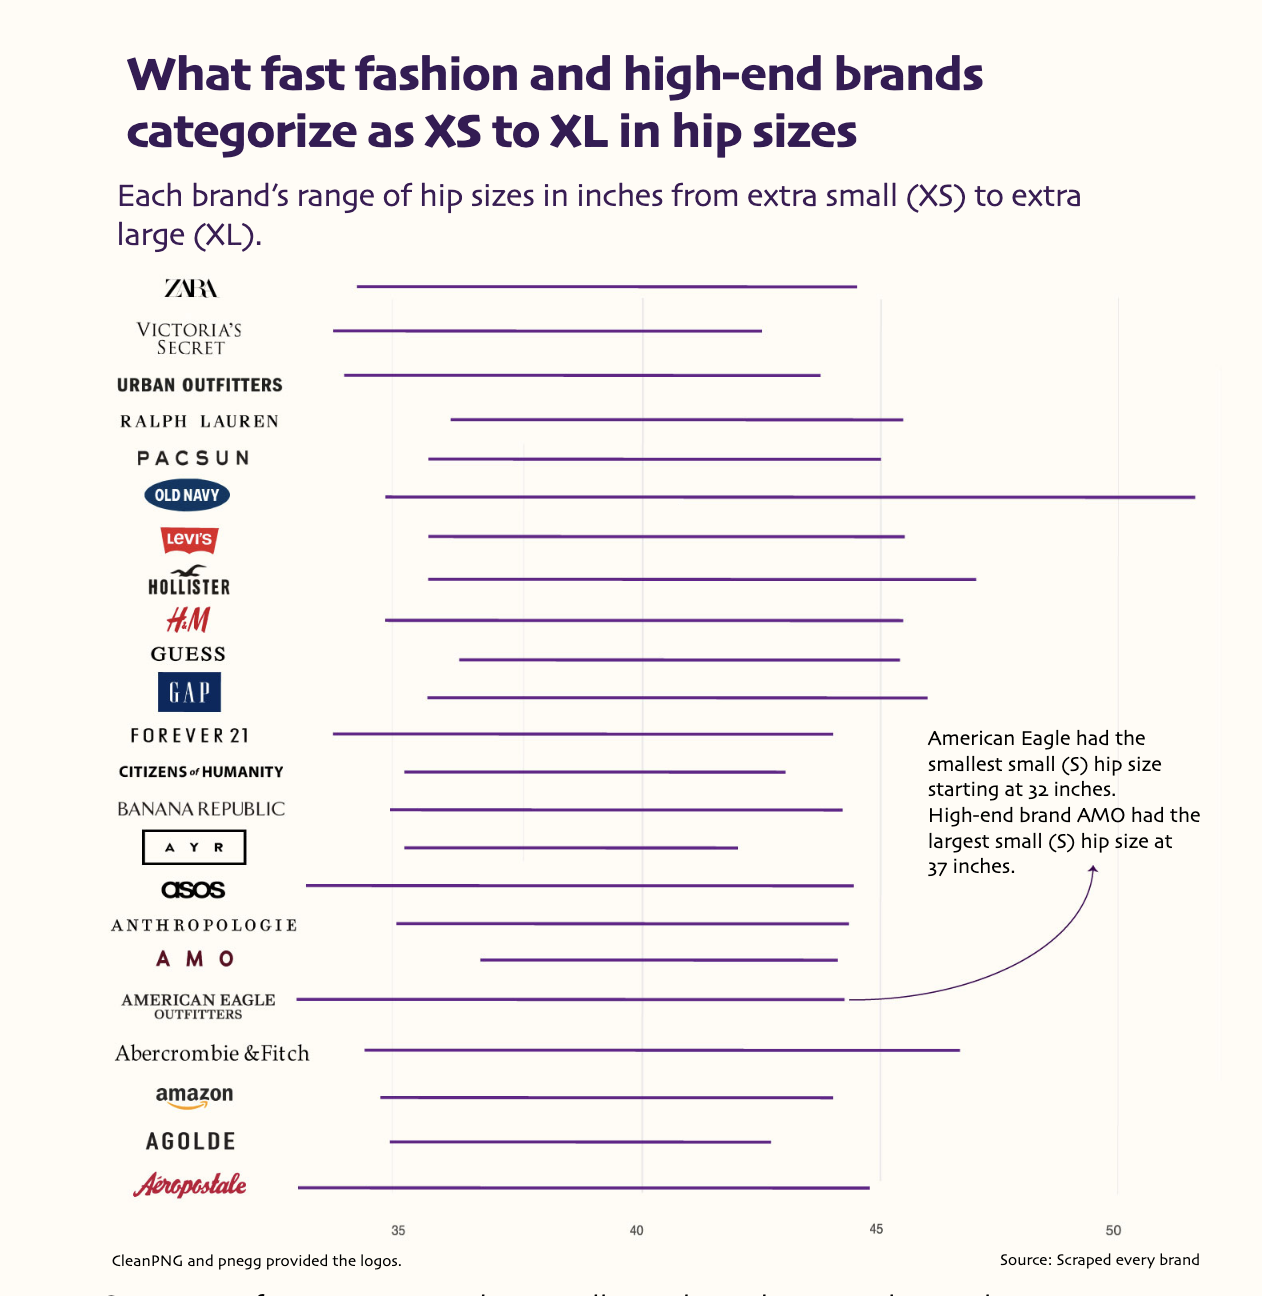 What fast fashion and high-end brands
categorize as XS to XL in hip sizes
Each brand's range of hip sizes in inches from extra small (XS) to extra
large (XL).
ZARA
VICTORIA'S
SECRET
URBAN OUTFITTERS
RALPH LAUREN
PACSUN
OLD NAVY
LEVI'S
HOLLISTER
H&M
GUESS
GAP
FOREVER 21
CITIZENS of HUMANITY
BANANA REPUBLIC
AYR
asos
ANTHROPOLOGIE
AMO
AMERICAN EAGLE
OUTFITTERS
Abercrombie & Fitch
amazon
AGOLDE
Aéropostale
American Eagle had the
smallest small (S) hip size
starting at 32 inches.
High-end brand AMO had the
largest small (S) hip size at
37 inches.
35 40 45 50
CleanPNG and pnegg provided the logos.
Source: Scraped every brand